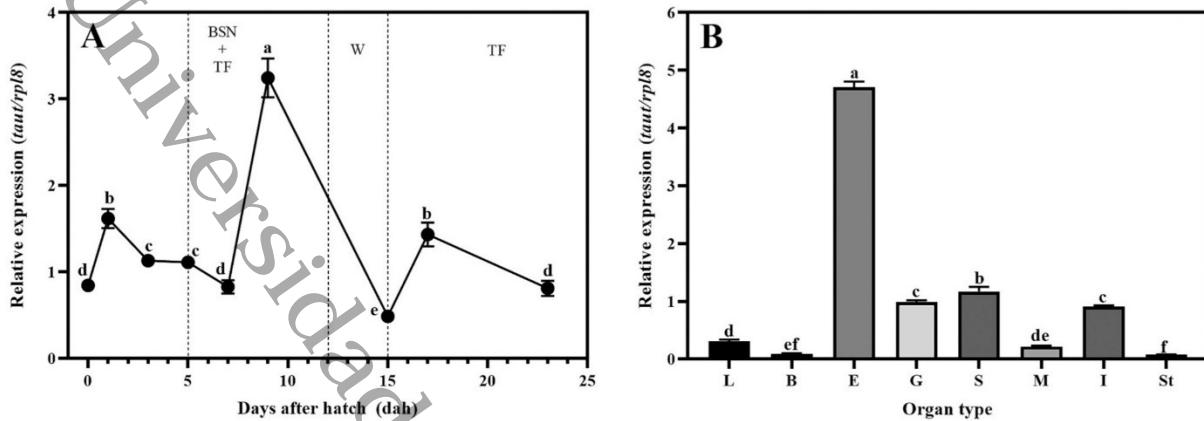 A
BSN
+
TF
W
TF
Relative expression (taut/rpl8)
4
3
2
1
0
d
b
c
c
d
a
e
b
d
0
5
10
15
20
25
Days after hatch (dah)
B
Relative expression (taut/rpl8)
6
5
4
3
2
1
0
d
ef
a
c
b
de
c
f
L
B
E
G
S
M
I
St
Organ type
Universidad